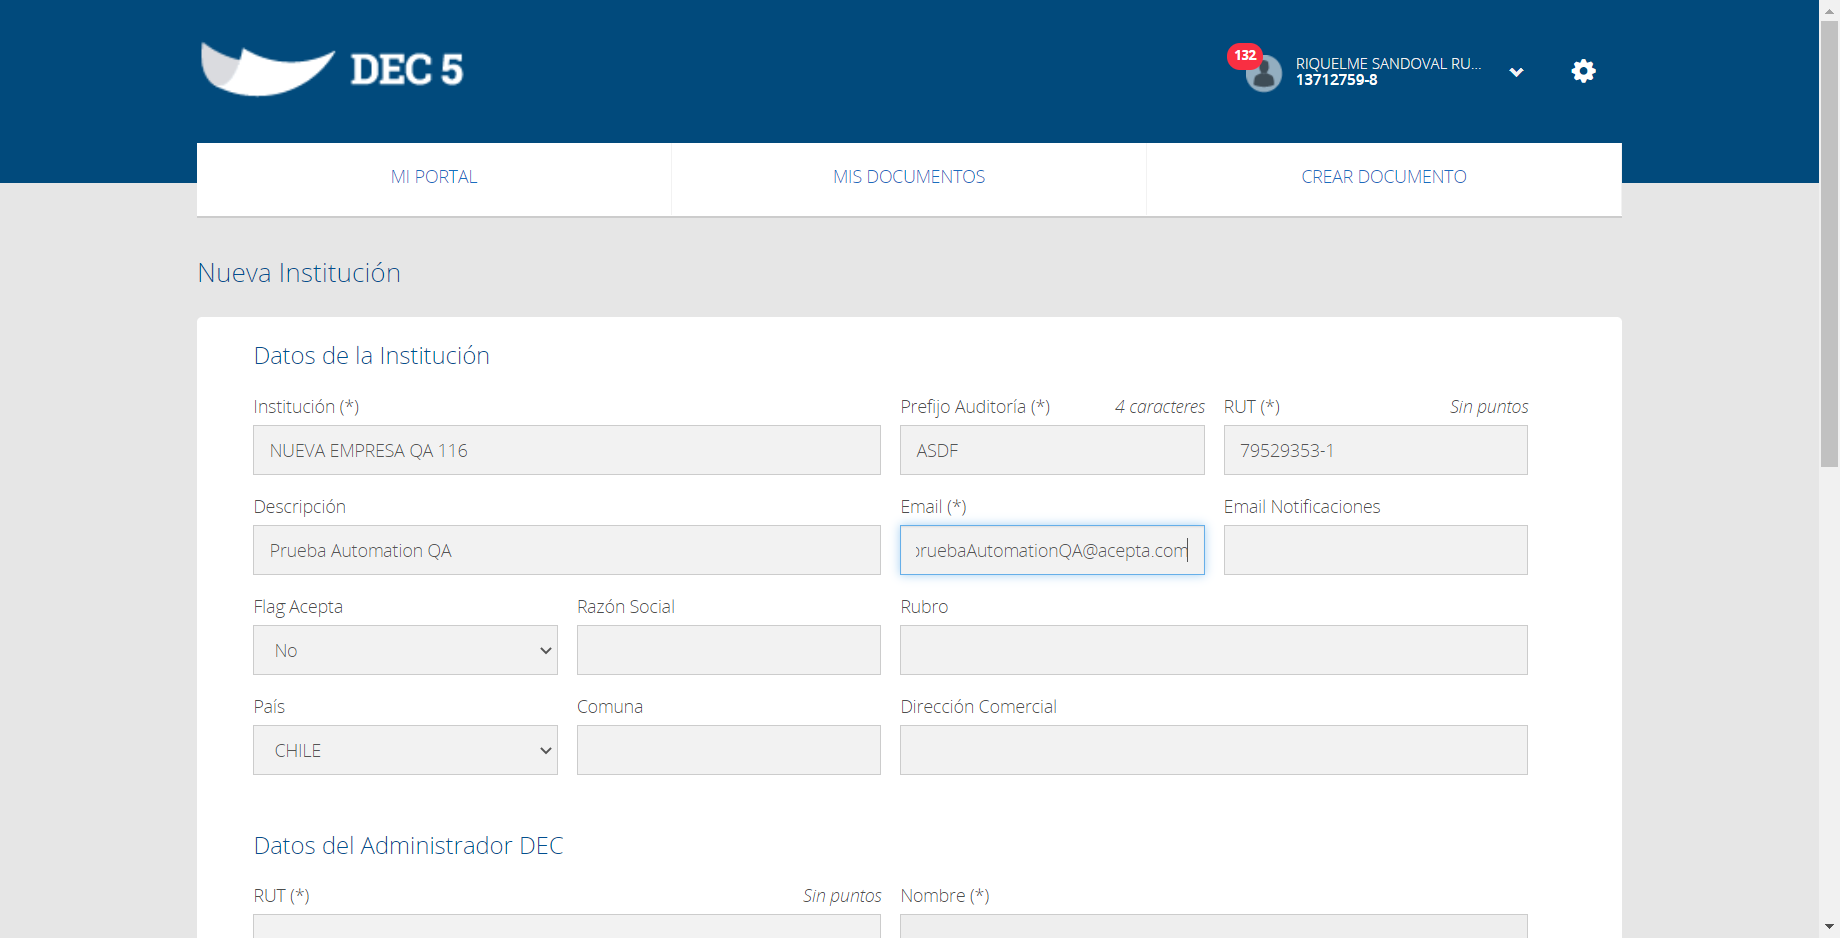 DEC 5
132
RIQUELME SANDOVAL RU...
13712759-8
MI PORTAL
MIS DOCUMENTOS
CREAR DOCUMENTO
Nueva Institución
Datos de la Institución
Institución (*)
Prefijo Auditoría (*)
4 caracteres
RUT (*)
Sin puntos
NUEVA EMPRESA QA 116
ASDF
79529353-1
Descripción
Email (*)
Email Notificaciones
Prueba Automation QA
pruebaAutomationQA@acepta.com
Flag Acepta
Razón Social
Rubro
No
País
Comuna
Dirección Comercial
CHILE
Datos del Administrador DEC
RUT (*)
Sin puntos
Nombre (*)